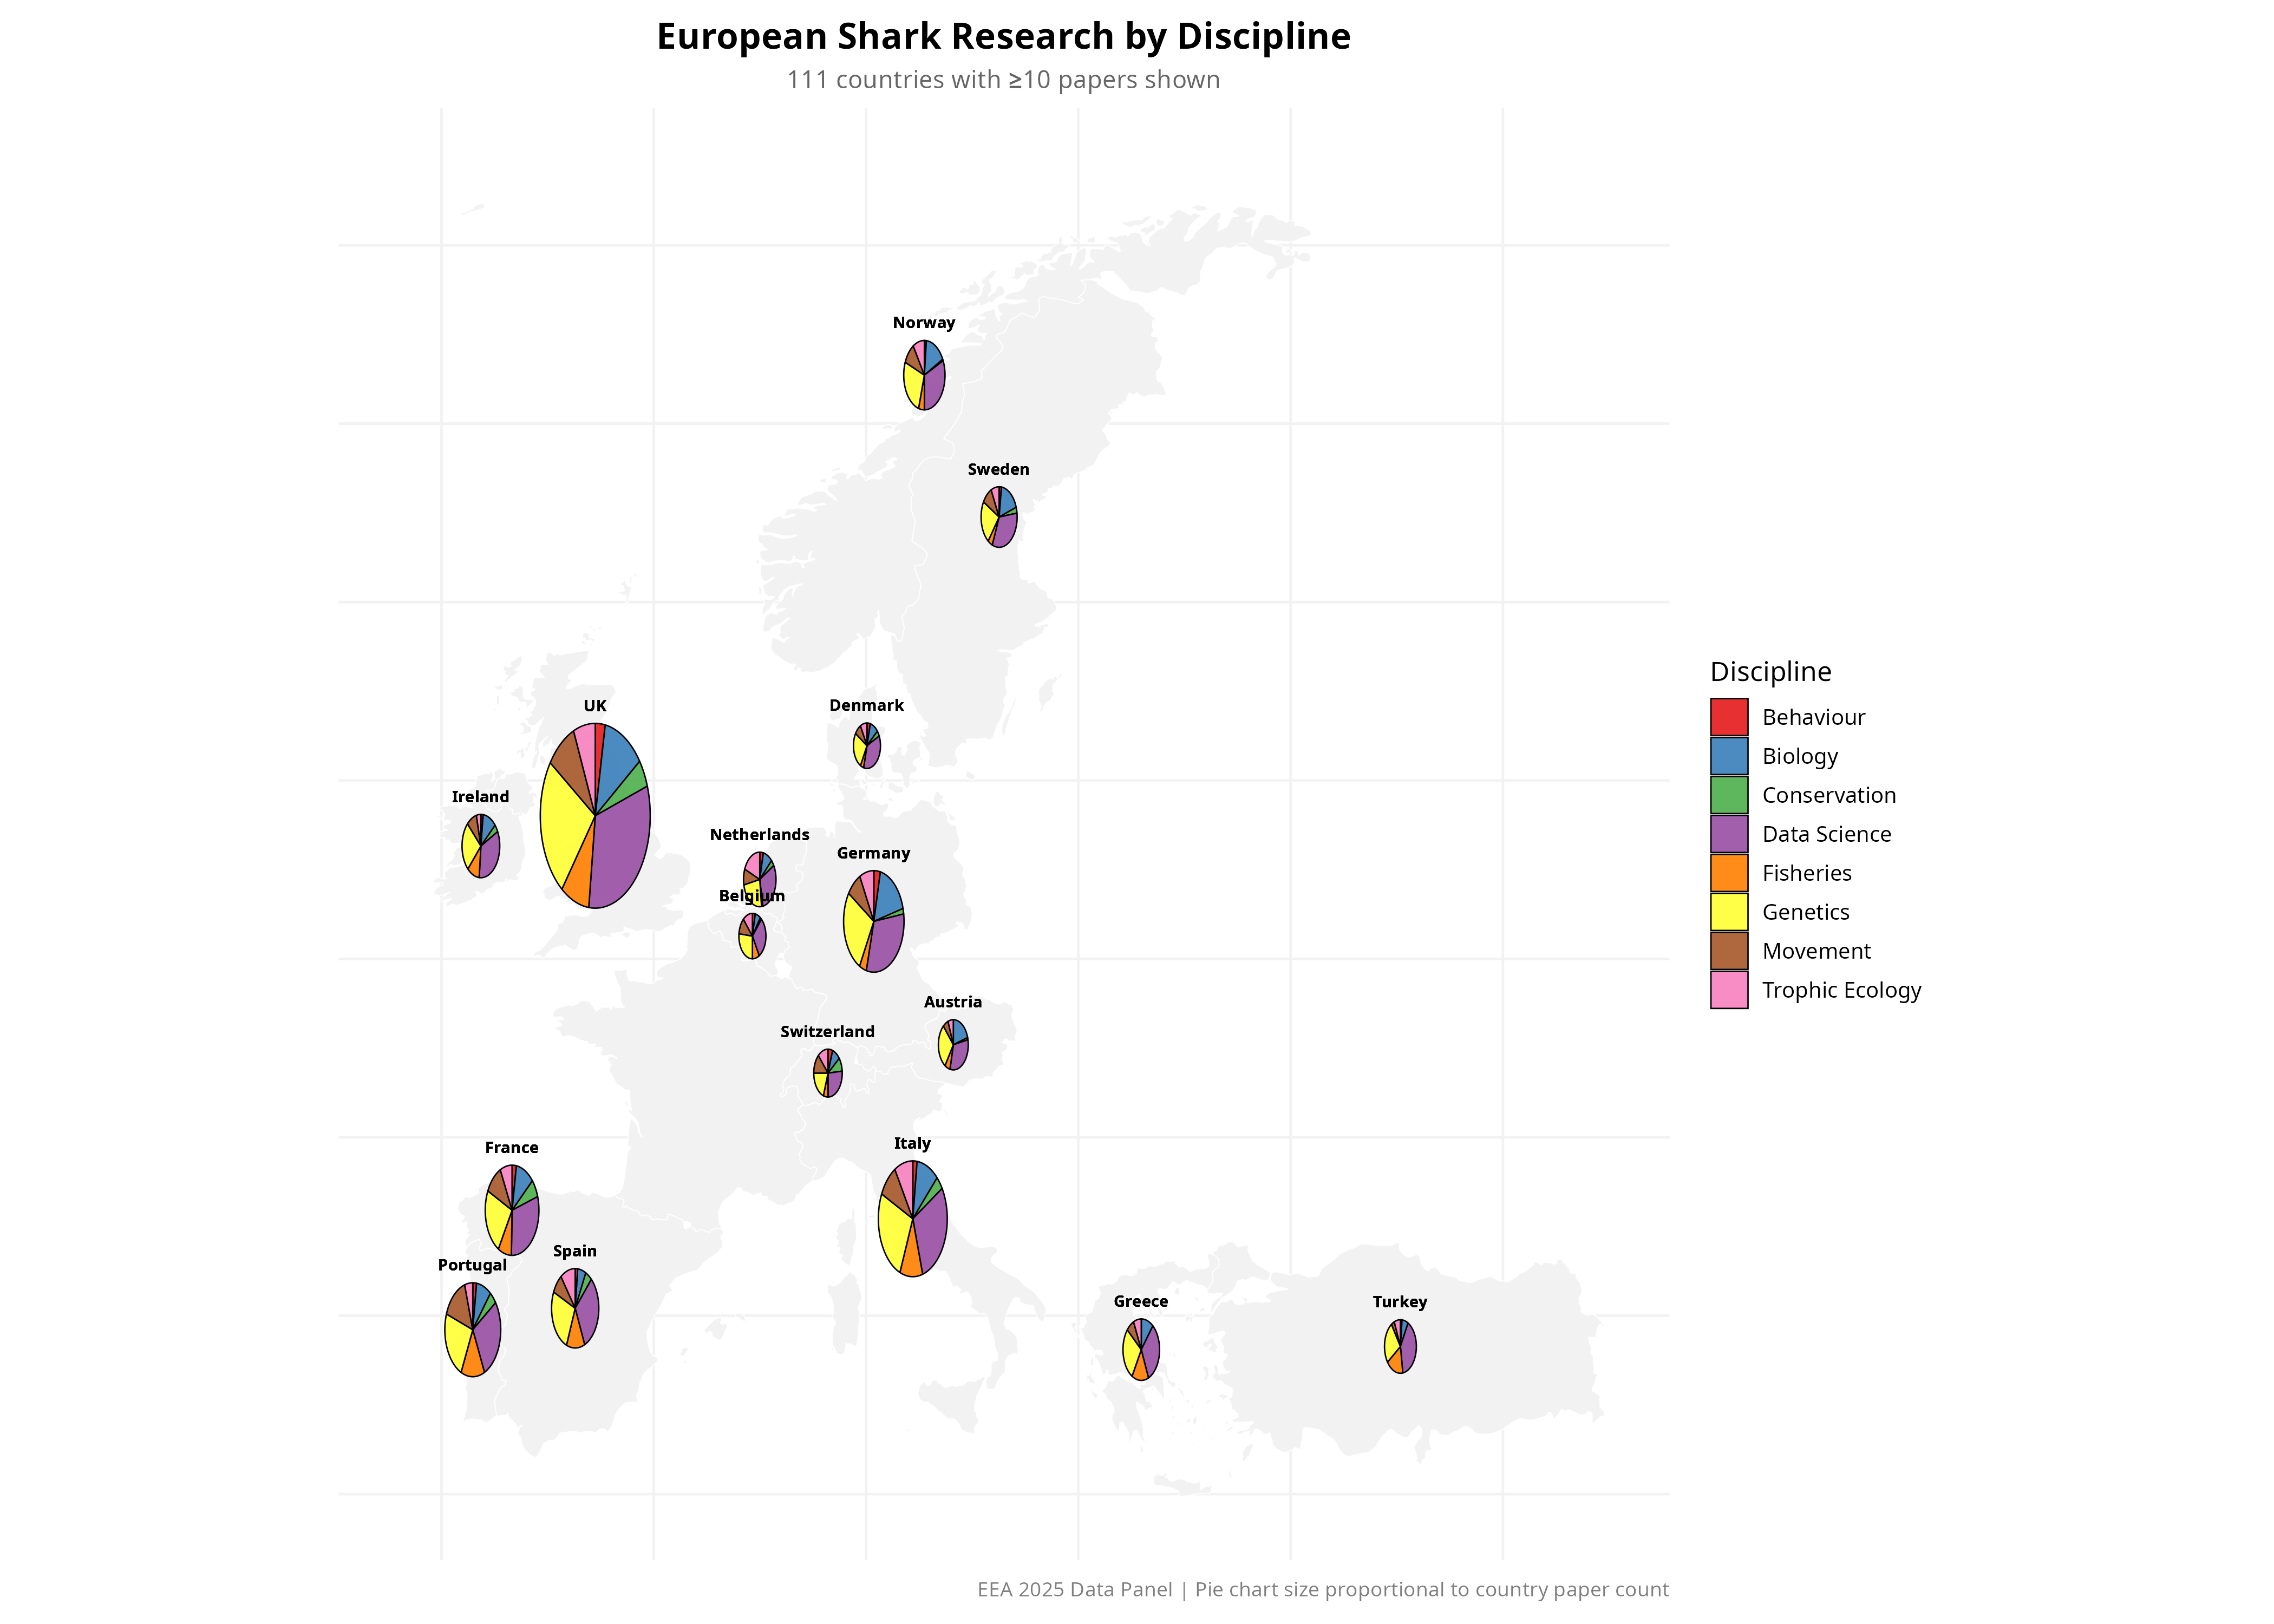 European Shark Research by Discipline
111 countries with ≥10 papers shown
Norway
Sweden
UK
Denmark
Ireland
Netherlands
Germany
Belgium
Austria
Switzerland
France
Italy
Spain
Portugal
Greece
Turkey
Discipline
Behaviour
Biology
Conservation
Data Science
Fisheries
Genetics
Movement
Trophic Ecology
EEA 2025 Data Panel | Pie chart size proportional to country paper count